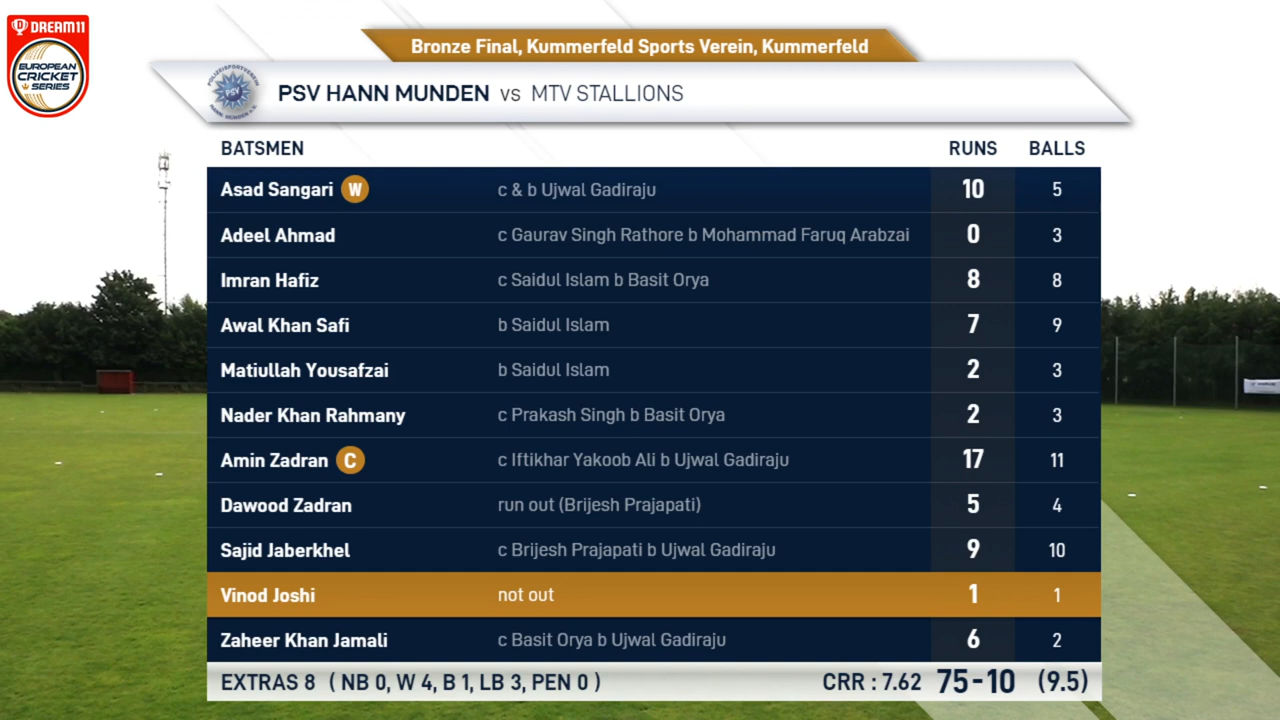 DREAM11
EUROPEAN
CRICKET
SERIES
Bronze Final, Kummerfeld Sports Verein, Kummerfeld
POLIZEISPORTVEREIN
PSV
HANN. MÜNDEN e.V.
PSV HANN MUNDEN vs MTV STALLIONS
BATSMEN RUNS BALLS
Asad Sangari W c & b Ujwal Gadiraju 10 5
Adeel Ahmad c Gaurav Singh Rathore b Mohammad Faruq Arabzai 0 3
Imran Hafiz c Saidul Islam b Basit Orya 8 8
Awal Khan Safi b Saidul Islam 7 9
Matiullah Yousafzai b Saidul Islam 2 3
Nader Khan Rahmany c Prakash Singh b Basit Orya 2 3
Amin Zadran C c Iftikhar Yakoob Ali b Ujwal Gadiraju 17 11
Dawood Zadran run out (Brijesh Prajapati) 5 4
Sajid Jaberkhel c Brijesh Prajapati b Ujwal Gadiraju 9 10
Vinod Joshi not out 1 1
Zaheer Khan Jamali c Basit Orya b Ujwal Gadiraju 6 2
EXTRAS 8 ( NB 0, W 4, B 1, LB 3, PEN 0 ) CRR : 7.62 75-10 (9.5)